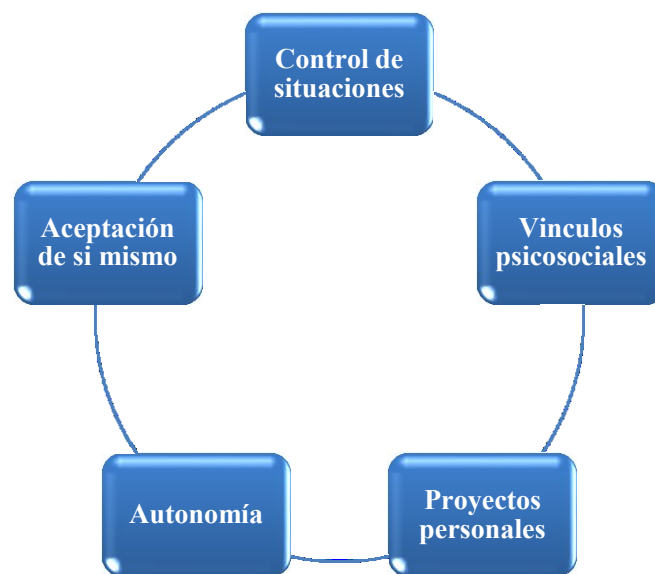 Control de
situaciones
Vinculos
psicosociales
Proyectos
personales
Autonomía
Aceptación
de si mismo